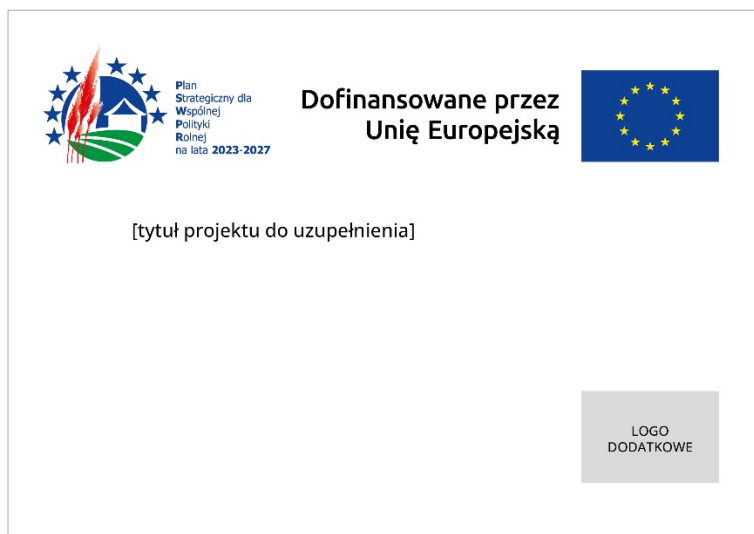 Plan
Strategiczny dla
Wspólnej
Polityki
Rolnej
na lata 2023-2027
Dofinansowane przez
Unię Europejską
[tytuł projektu do uzupełnienia]
LOGO
DODATKOWE